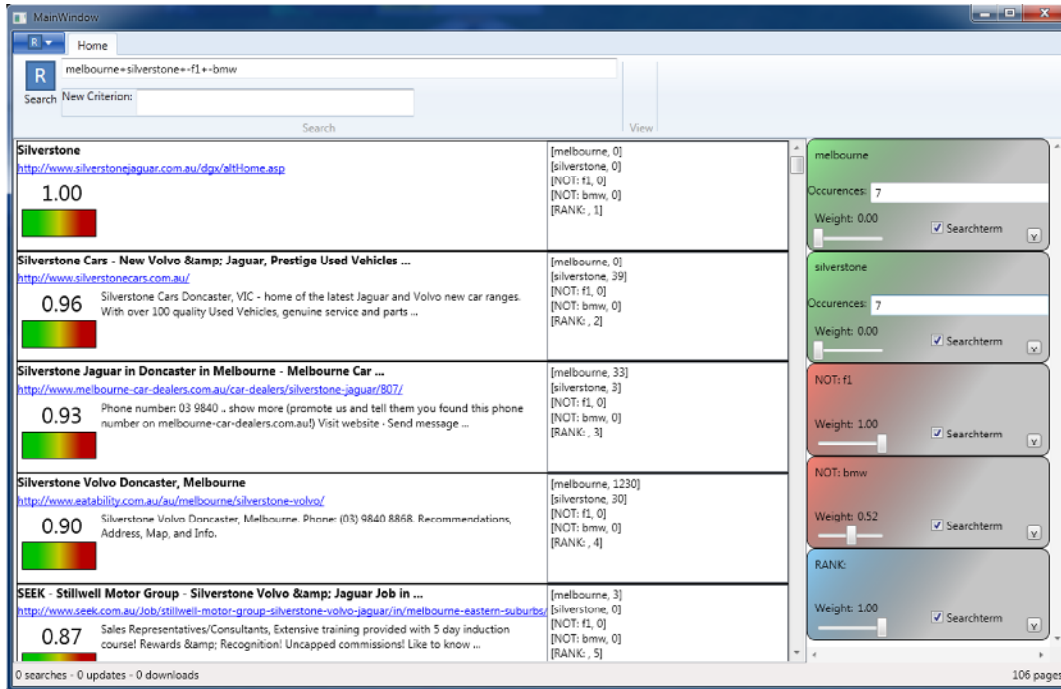 MainWindow
R
Home
R
Search
melbourne+silverstone+-f1+-bmw
New Criterion:
Search
View
Silverstone
http://www.silverstonejaguar.com.au/dgx/altHome.asp
1.00
[melbourne, 0]
[silverstone, 0]
[NOT: f1, 0]
[NOT: bmw, 0]
[RANK: , 1]
Silverstone Cars - New Volvo &amp; Jaguar, Prestige Used Vehicles ...
http://www.silverstonecars.com.au/
0.96
Silverstone Cars Doncaster, VIC - home of the latest Jaguar and Volvo new car ranges.
With over 100 quality Used Vehicles, genuine service and parts ...
[melbourne, 0]
[silverstone, 39]
[NOT: f1, 0]
[NOT: bmw, 0]
[RANK: , 2]
Silverstone Jaguar in Doncaster in Melbourne - Melbourne Car ...
http://www.melbourne-car-dealers.com.au/car-dealers/silverstone-jaguar/807/
0.93
Phone number: 03 9840 .. show more (promote us and tell them you found this phone
number on melbourne-car-dealers.com.au!) Visit website · Send message ...
[melbourne, 33]
[silverstone, 3]
[NOT: f1, 0]
[NOT: bmw, 0]
[RANK: , 3]
Silverstone Volvo Doncaster, Melbourne
http://www.eatability.com.au/au/melbourne/silverstone-volvo/
0.90
Silverstone Volvo Doncaster, Melbourne. Phone: (03) 9840 8868. Recommendations,
Address, Map, and Info.
[melbourne, 1230]
[silverstone, 30]
[NOT: f1, 0]
[NOT: bmw, 0]
[RANK: , 4]
SEEK - Stillwell Motor Group - Silverstone Volvo &amp; Jaguar Job in ...
http://www.seek.com.au/Job/stillwell-motor-group-silverstone-volvo-jaguar/in/melbourne-eastern-suburbs/
0.87
Sales Representatives/Consultants, Extensive training provided with 5 day induction
course! Rewards &amp; Recognition! Uncapped commissions! Like to know ...
[melbourne, 3]
[silverstone, 0]
[NOT: f1, 0]
[NOT: bmw, 0]
[RANK: , 5]
melbourne
Occurences: 7
Weight: 0.00
Searchterm
v
silverstone
Occurences: 7
Weight: 0.00
Searchterm
v
NOT: f1
Weight: 1.00
Searchterm
v
NOT: bmw
Weight: 0.52
Searchterm
v
RANK:
Weight: 1.00
Searchterm
v
0 searches - 0 updates - 0 downloads
106 pages